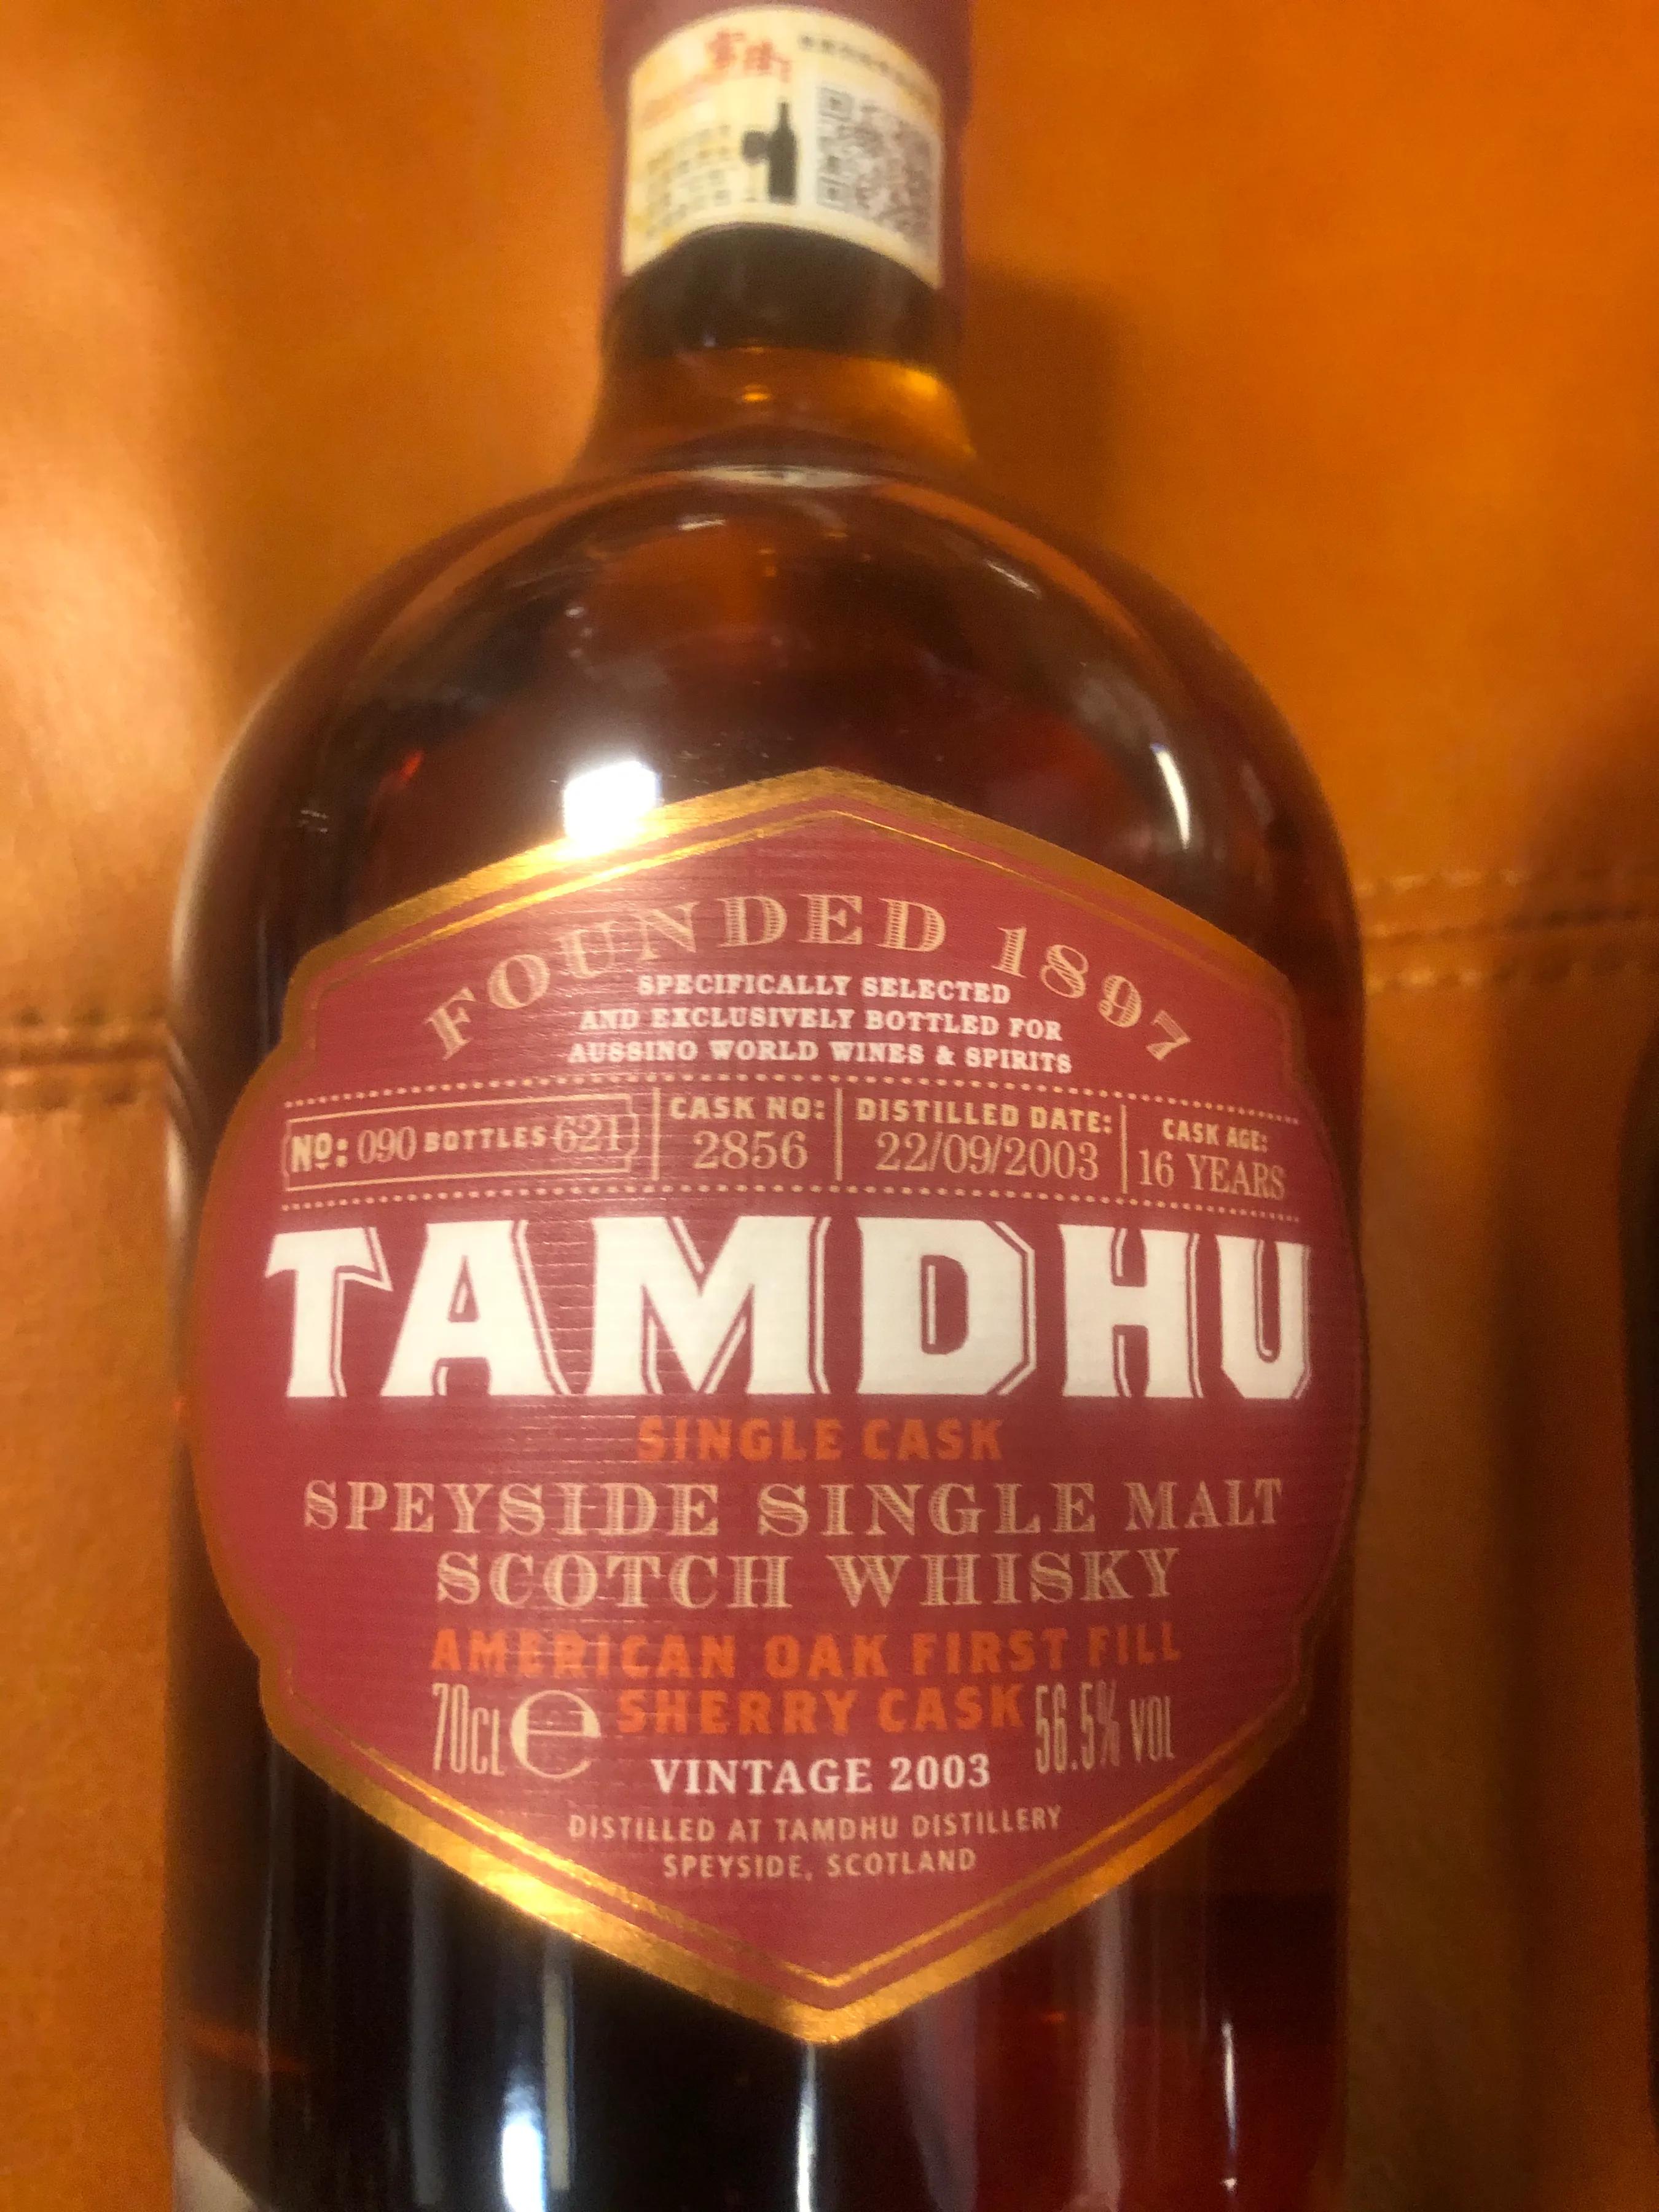 FOUNDED 1897
SPECIFICALLY SELECTED
AND EXCLUSIVELY BOTTLED FOR
AUSSINO WORLD WINES & SPIRITS
No: 090 BOTTLES 621
CASK NO:
2856
DISTILLED DATE:
22/09/2003
CASK AGE:
16 YEARS
TAMDHU
SINGLE CASK
SPEYSIDE SINGLE MALT
SCOTCH WHISKY
AMERICAN OAK FIRST FILL
SHERRY CASK
70CL e
56.5% VOL
VINTAGE 2003
DISTILLED AT TAMDHU DISTILLERY
SPEYSIDE, SCOTLAND